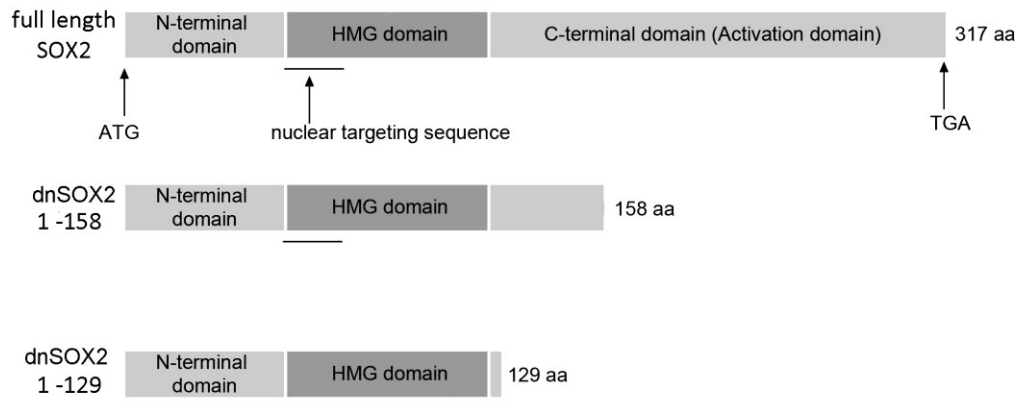 full length
SOX2
N-terminal
domain
HMG domain
C-terminal domain (Activation domain)
317 aa
ATG
nuclear targeting sequence
TGA
dnSOX2
1 -158
N-terminal
domain
HMG domain
158 aa
dnSOX2
1 -129
N-terminal
domain
HMG domain
129 aa